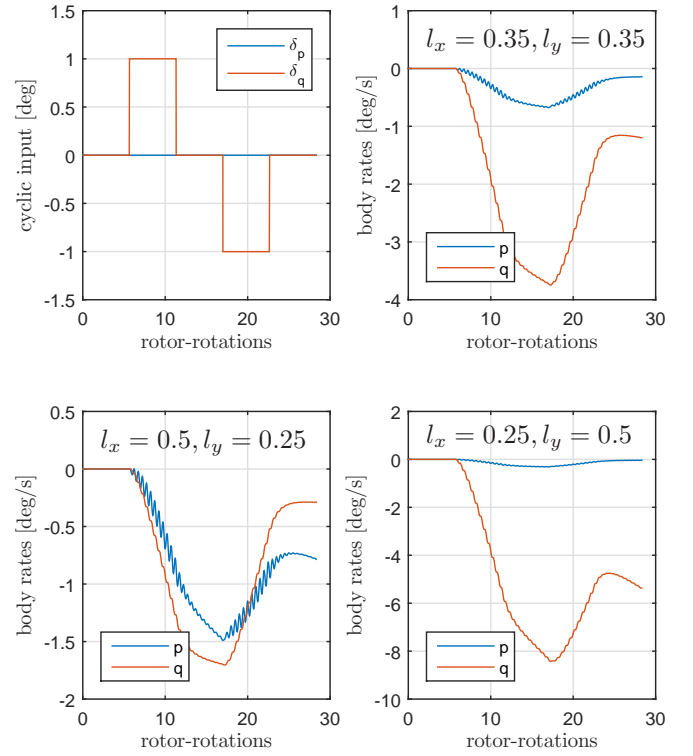 cyclic input [deg]
1.5
1
0.5
0
-0.5
-1
-1.5
δp
δq
0 10 20 30
rotor-rotations
lx = 0.35, ly = 0.35
body rates [deg/s]
0
-1
-2
-3
-4
p
q
0 10 20 30
rotor-rotations
lx = 0.5, ly = 0.25
body rates [deg/s]
0.5
0
-0.5
-1
-1.5
-2
p
q
0 10 20 30
rotor-rotations
lx = 0.25, ly = 0.5
body rates [deg/s]
2
0
-2
-4
-6
-8
-10
p
q
0 10 20 30
rotor-rotations